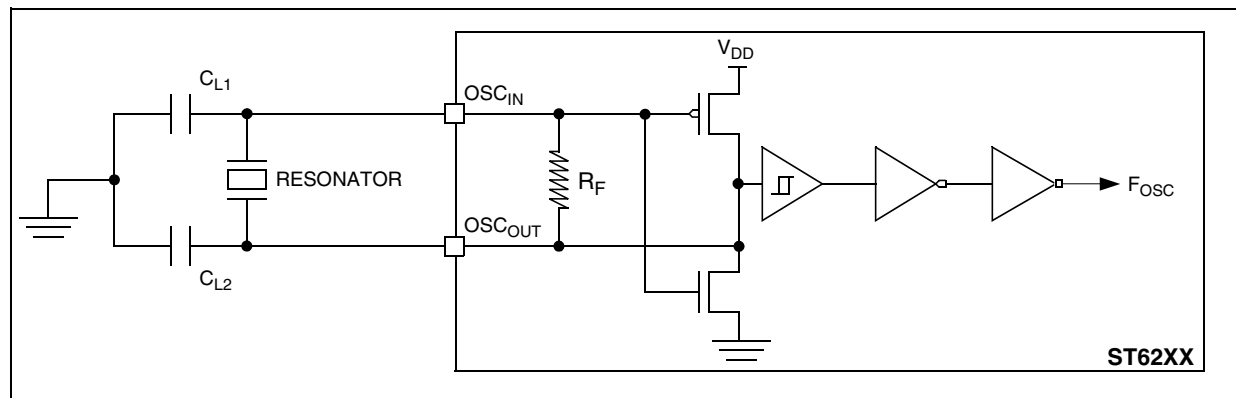 V_DD
C_L1
OSC_IN
RESONATOR
R_F
F_OSC
OSC_OUT
C_L2
ST62XX